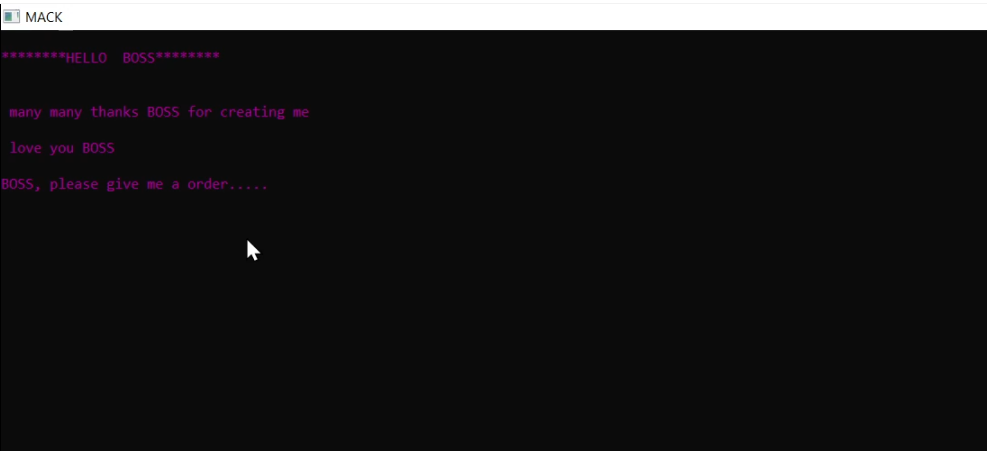 MACK
********HELLO  BOSS********
many many thanks BOSS for creating me
love you BOSS
BOSS, please give me a order.....